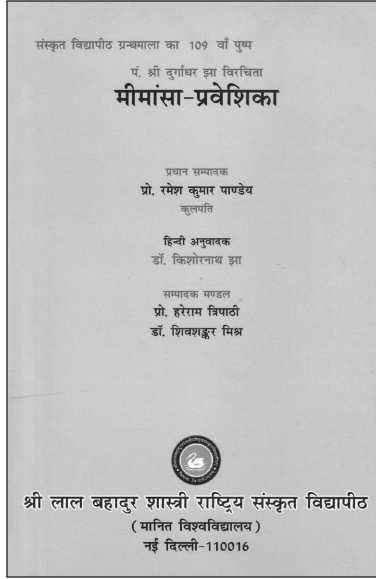 संस्कृत विद्यापीठ ग्रन्थमाला का 109 वाँ पुष्प
पं. श्री दुर्गाधर झा विरचिता
मीमांसा-प्रवेशिका
प्रधान सम्पादक
प्रो. रमेश कुमार पाण्डेय
कुलपति
हिन्दी अनुवादक
डॉ. किशोरनाथ झा
सम्पादक मण्डल
प्रो. हरेराम त्रिपाठी
डॉ. शिवशङ्कर मिश्र
श्री लाल बहादुर शास्त्री राष्ट्रिय संस्कृत विद्यापीठ
( मानित विश्वविद्यालय )
नई दिल्ली-110016